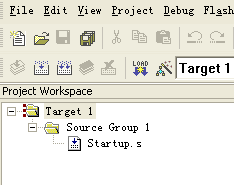 File Edit View Project Debug Flash
LOAD
Target 1
Project Workspace
Target 1
Source Group 1
Startup.s